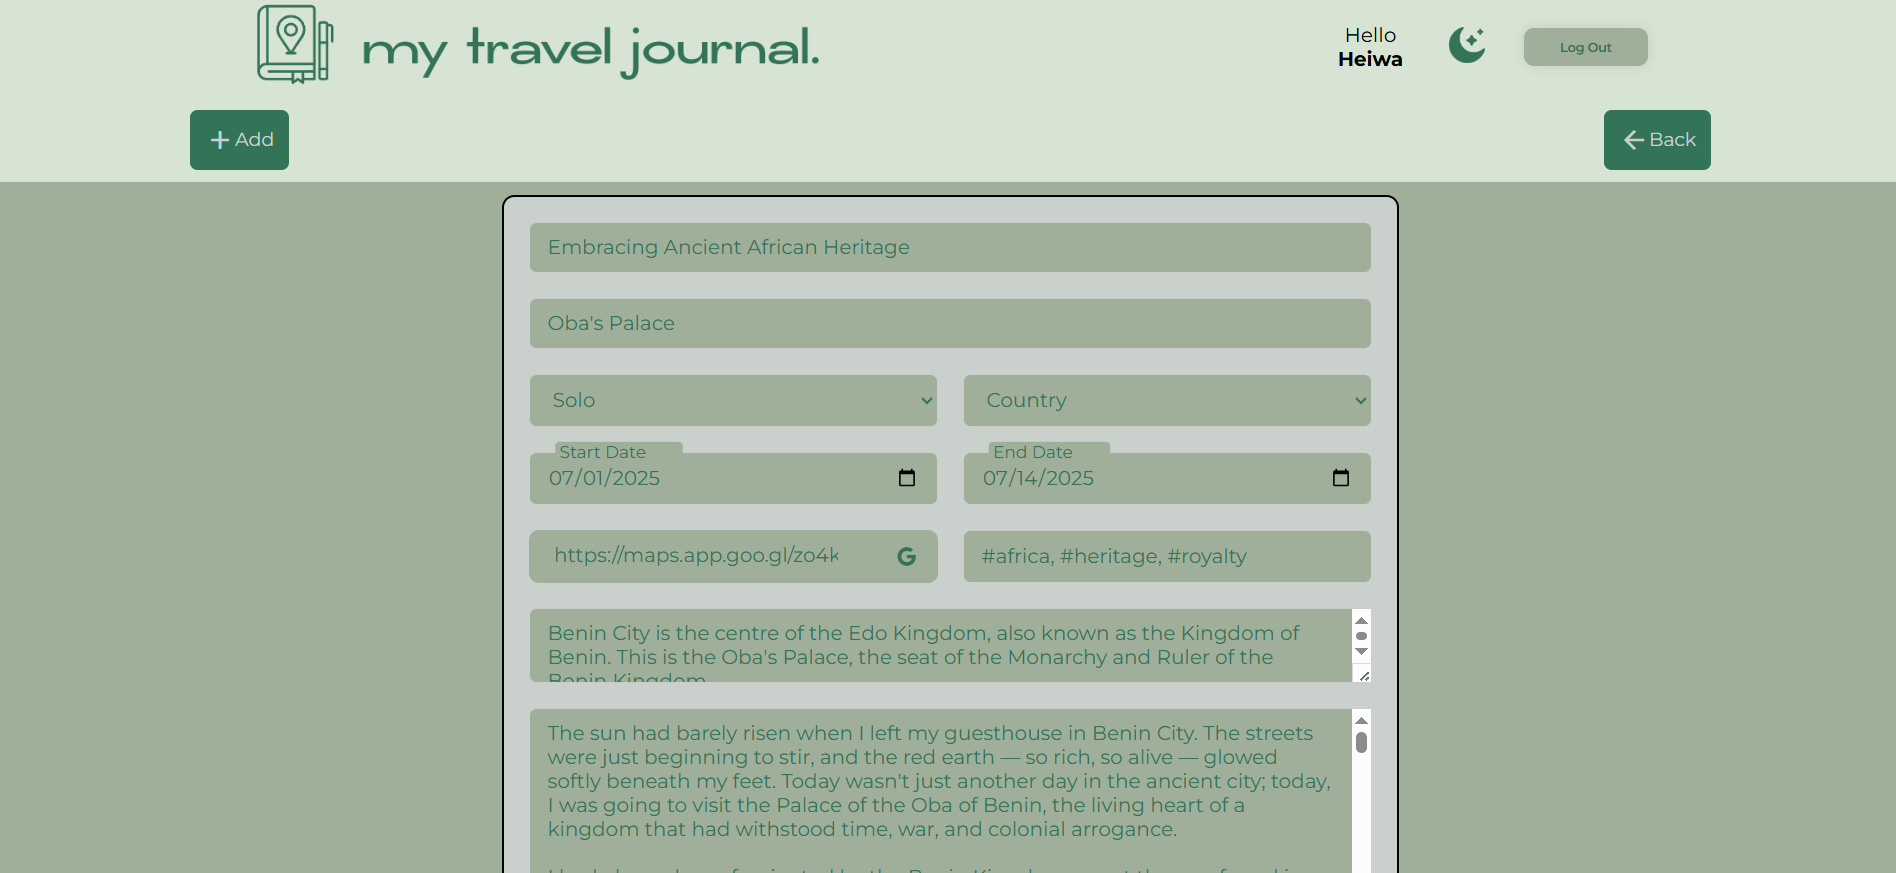 my travel journal.
Hello
Heiwa
Log Out
+ Add
Back
Embracing Ancient African Heritage
Oba's Palace
Solo
Country
Start Date
07/01/2025
End Date
07/14/2025
https://maps.app.goo.gl/zo4k
#africa, #heritage, #royalty
Benin City is the centre of the Edo Kingdom, also known as the Kingdom of
Benin. This is the Oba's Palace, the seat of the Monarchy and Ruler of the
Benin Kingdom
The sun had barely risen when I left my guesthouse in Benin City. The streets
were just beginning to stir, and the red earth — so rich, so alive — glowed
softly beneath my feet. Today wasn't just another day in the ancient city; today,
I was going to visit the Palace of the Oba of Benin, the living heart of a
kingdom that had withstood time, war, and colonial arrogance.